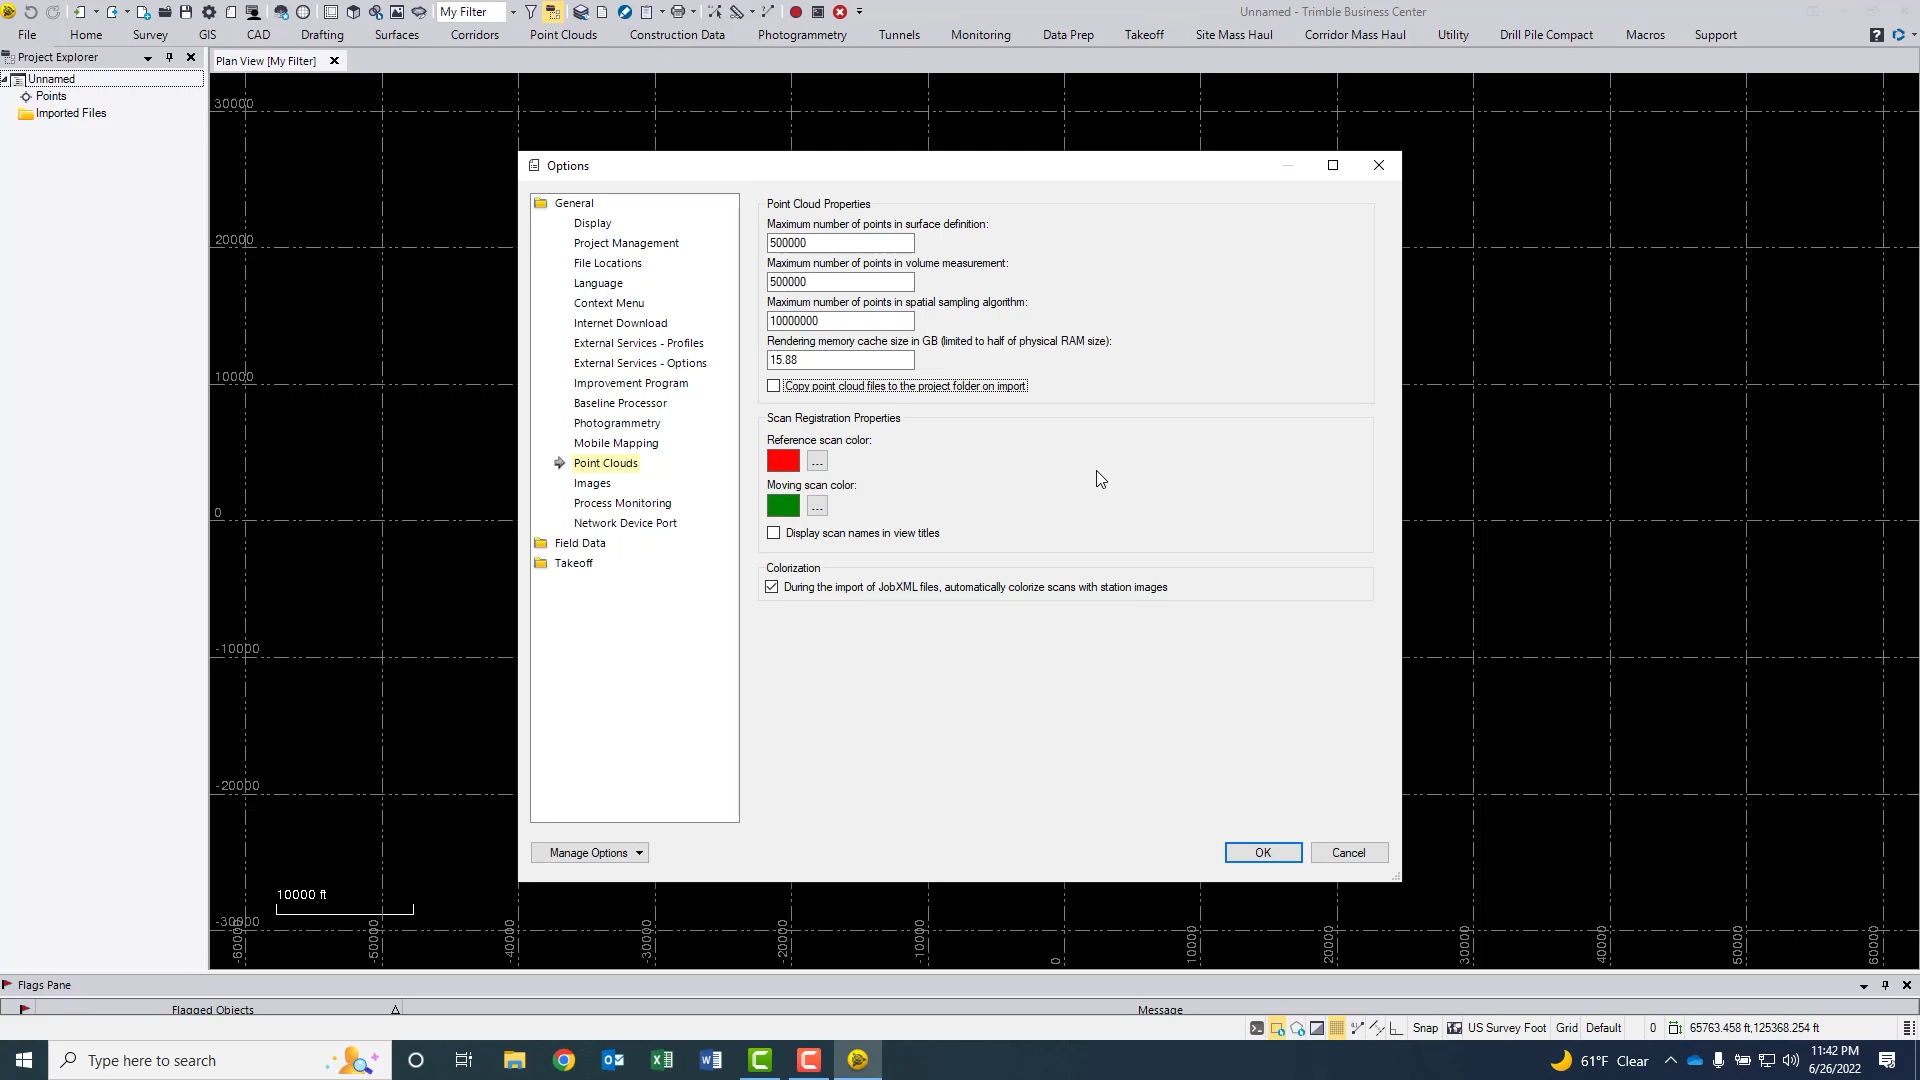 My Filter
Unnamed - Trimble Business Center
File Home Survey GIS CAD Drafting Surfaces Corridors Point Clouds Construction Data Photogrammetry Tunnels Monitoring Data Prep Takeoff Site Mass Haul Corridor Mass Haul Utility Drill Pile Compact Macros Support
Project Explorer
Plan View [My Filter]
Unnamed
Points
Imported Files
30000
20000
10000
0
-10000
-20000
-30000
10000 ft
-60000 -50000 -40000 -30000 -20000 -10000 0 10000 20000 30000 40000 50000 60000
Options
General
Display
Project Management
File Locations
Language
Context Menu
Internet Download
External Services - Profiles
External Services - Options
Improvement Program
Baseline Processor
Photogrammetry
Mobile Mapping
Point Clouds
Images
Process Monitoring
Network Device Port
Field Data
Takeoff
Point Cloud Properties
Maximum number of points in surface definition:
500000
Maximum number of points in volume measurement:
500000
Maximum number of points in spatial sampling algorithm:
10000000
Rendering memory cache size in GB (limited to half of physical RAM size):
15.88
Copy point cloud files to the project folder on import
Scan Registration Properties
Reference scan color:
...
Moving scan color:
...
Display scan names in view titles
Colorization
During the import of JobXML files, automatically colorize scans with station images
Manage Options
OK Cancel
Flags Pane
Flagged Objects Message
Snap US Survey Foot Grid Default 0 65763.458 ft,125368.254 ft
Type here to search
61°F Clear
11:42 PM
6/26/2022